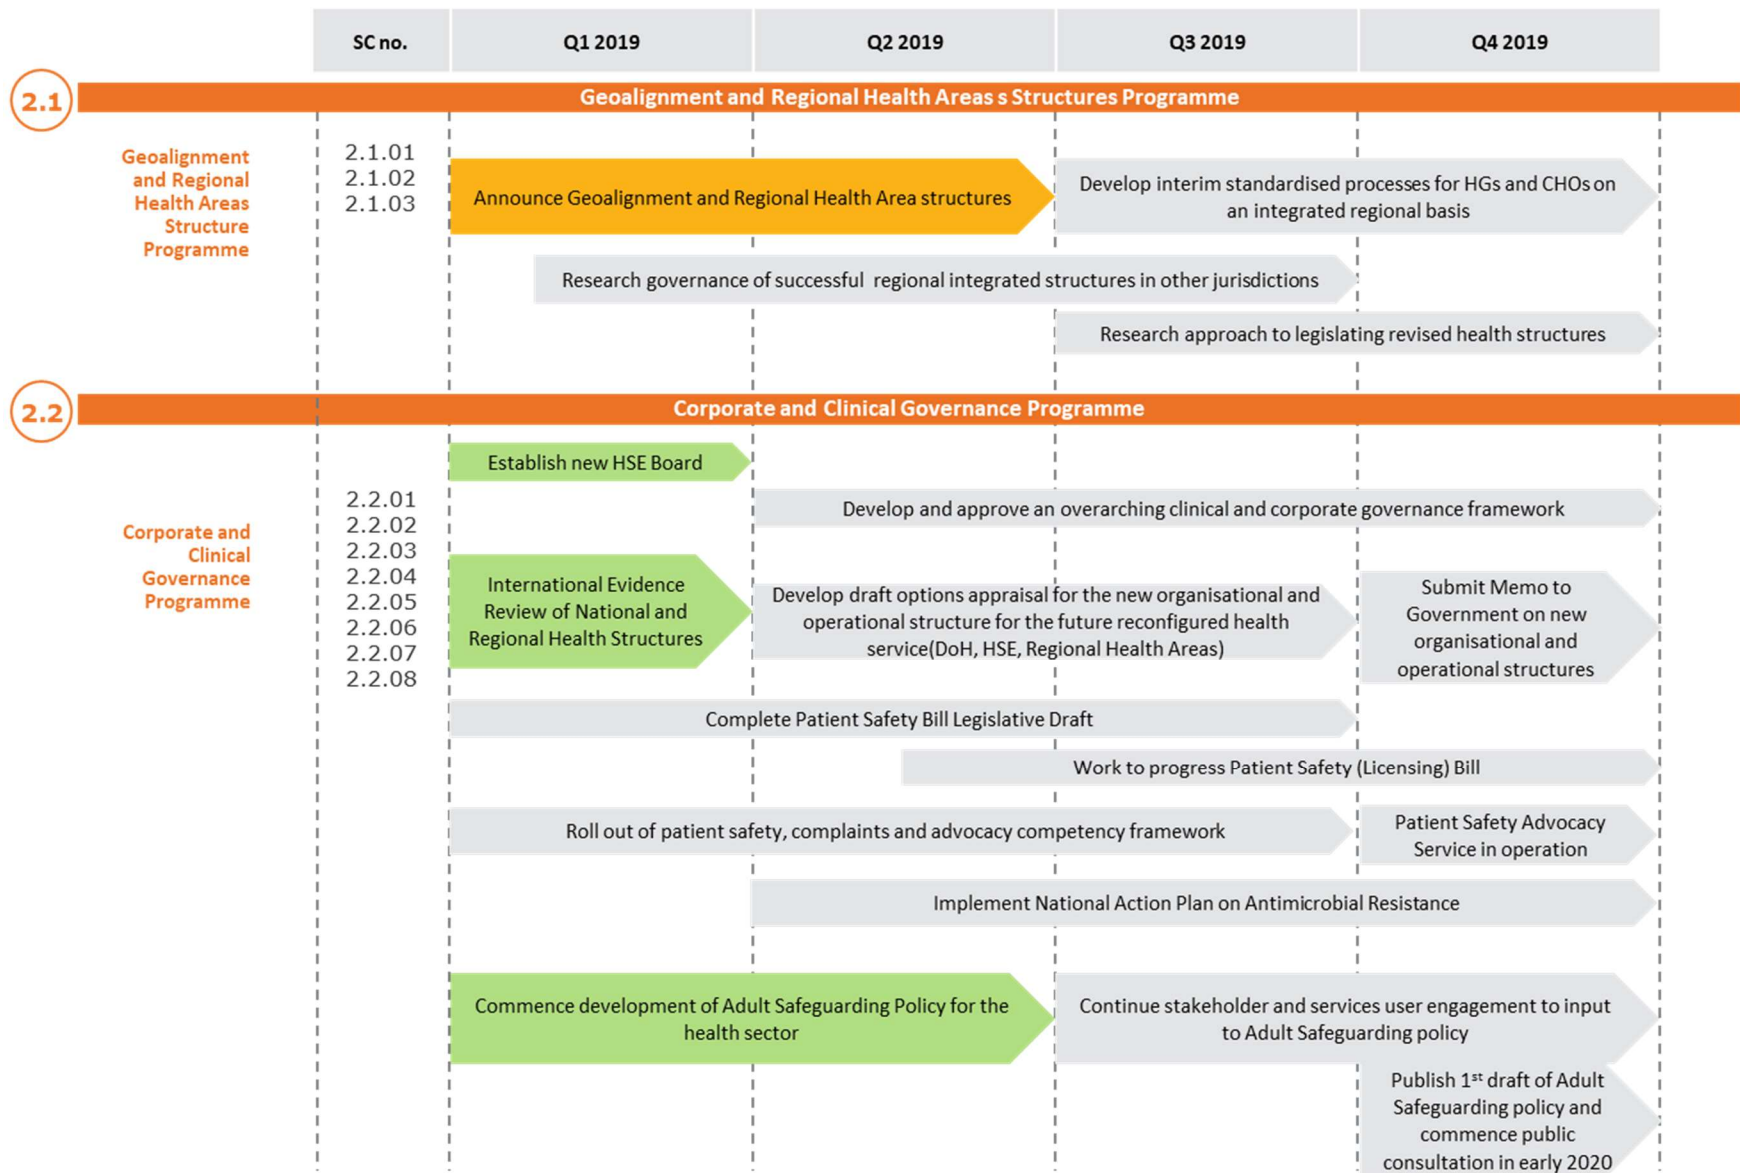 SC no.
Q1 2019
Q2 2019
Q3 2019
Q4 2019
2.1
Geoalignment and Regional Health Areas s Structures Programme
Geoalignment
and Regional
Health Areas
Structure
Programme
2.1.01
2.1.02
2.1.03
Announce Geoalignment and Regional Health Area structures
Develop interim standardised processes for HGs and CHOs on
an integrated regional basis
Research governance of successful regional integrated structures in other jurisdictions
Research approach to legislating revised health structures
2.2
Corporate and Clinical Governance Programme
Corporate and
Clinical
Governance
Programme
2.2.01
2.2.02
2.2.03
2.2.04
2.2.05
2.2.06
2.2.07
2.2.08
Establish new HSE Board
Develop and approve an overarching clinical and corporate governance framework
International Evidence
Review of National and
Regional Health Structures
Develop draft options appraisal for the new organisational and
operational structure for the future reconfigured health
service(DoH, HSE, Regional Health Areas)
Submit Memo to
Government on new
organisational and
operational structures
Complete Patient Safety Bill Legislative Draft
Work to progress Patient Safety (Licensing) Bill
Roll out of patient safety, complaints and advocacy competency framework
Patient Safety Advocacy
Service in operation
Implement National Action Plan on Antimicrobial Resistance
Commence development of Adult Safeguarding Policy for the
health sector
Continue stakeholder and services user engagement to input
to Adult Safeguarding policy
Publish 1st draft of Adult
Safeguarding policy and
commence public
consultation in early 2020